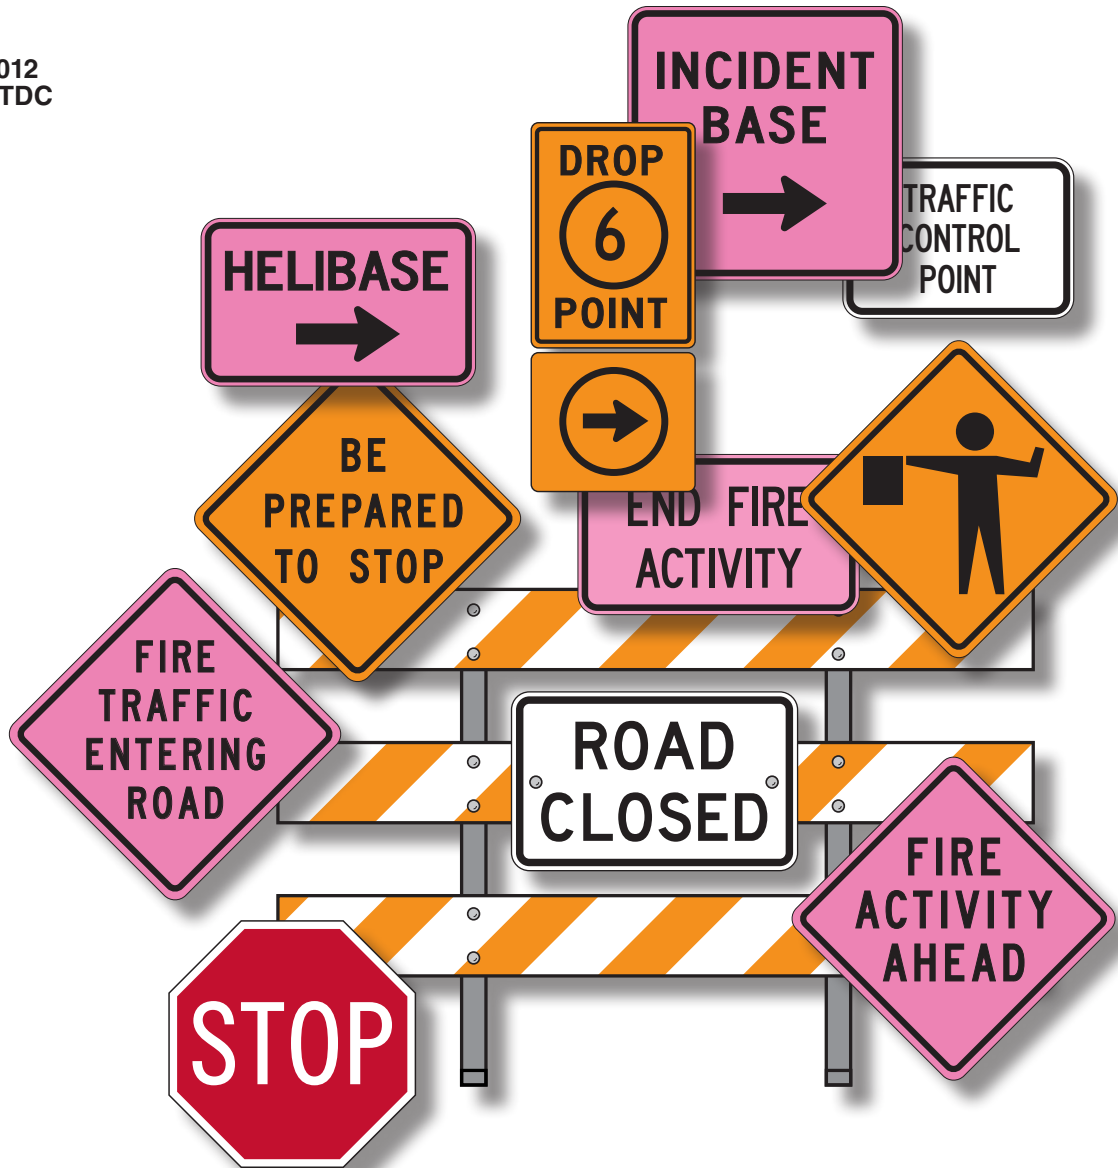 012
TDC
INCIDENT
BASE
DROP
6
POINT
TRAFFIC
CONTROL
POINT
HELIBASE
BE
PREPARED
TO STOP
END FIRE
ACTIVITY
FIRE
TRAFFIC
ENTERING
ROAD
ROAD
CLOSED
FIRE
ACTIVITY
AHEAD
STOP